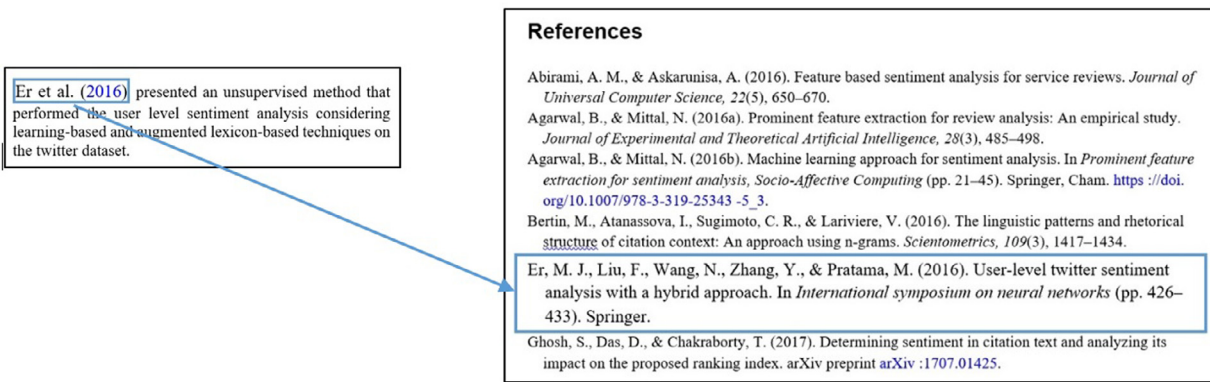 Er et al. (2016) presented an unsupervised method that
performed the user level sentiment analysis considering
learning-based and augmented lexicon-based techniques on
the twitter dataset.
References
Abirami, A. M., & Askarunisa, A. (2016). Feature based sentiment analysis for service reviews. Journal of
Universal Computer Science, 22(5), 650–670.
Agarwal, B., & Mittal, N. (2016a). Prominent feature extraction for review analysis: An empirical study.
Journal of Experimental and Theoretical Artificial Intelligence, 28(3), 485–498.
Agarwal, B., & Mittal, N. (2016b). Machine learning approach for sentiment analysis. In Prominent feature
extraction for sentiment analysis, Socio-Affective Computing (pp. 21–45). Springer, Cham. https ://doi.
org/10.1007/978-3-319-25343 -5_3.
Bertin, M., Atanassova, I., Sugimoto, C. R., & Lariviere, V. (2016). The linguistic patterns and rhetorical
structure of citation context: An approach using n-grams. Scientometrics, 109(3), 1417–1434.
Er, M. J., Liu, F., Wang, N., Zhang, Y., & Pratama, M. (2016). User-level twitter sentiment
analysis with a hybrid approach. In International symposium on neural networks (pp. 426–
433). Springer.
Ghosh, S., Das, D., & Chakraborty, T. (2017). Determining sentiment in citation text and analyzing its
impact on the proposed ranking index. arXiv preprint arXiv :1707.01425.